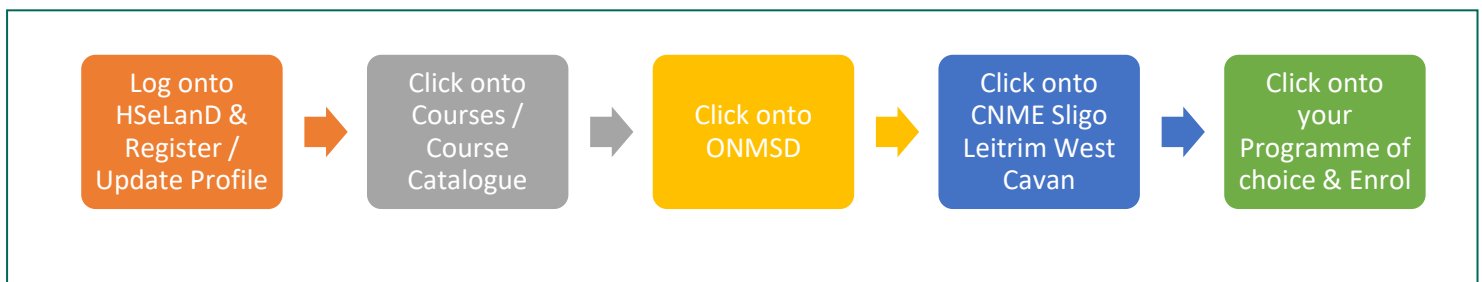 Log onto
HSeLanD &
Register /
Update Profile
Click onto
Courses /
Course
Catalogue
Click onto
ONMSD
Click onto
CNME Sligo
Leitrim West
Cavan
Click onto
your
Programme of
choice & Enrol